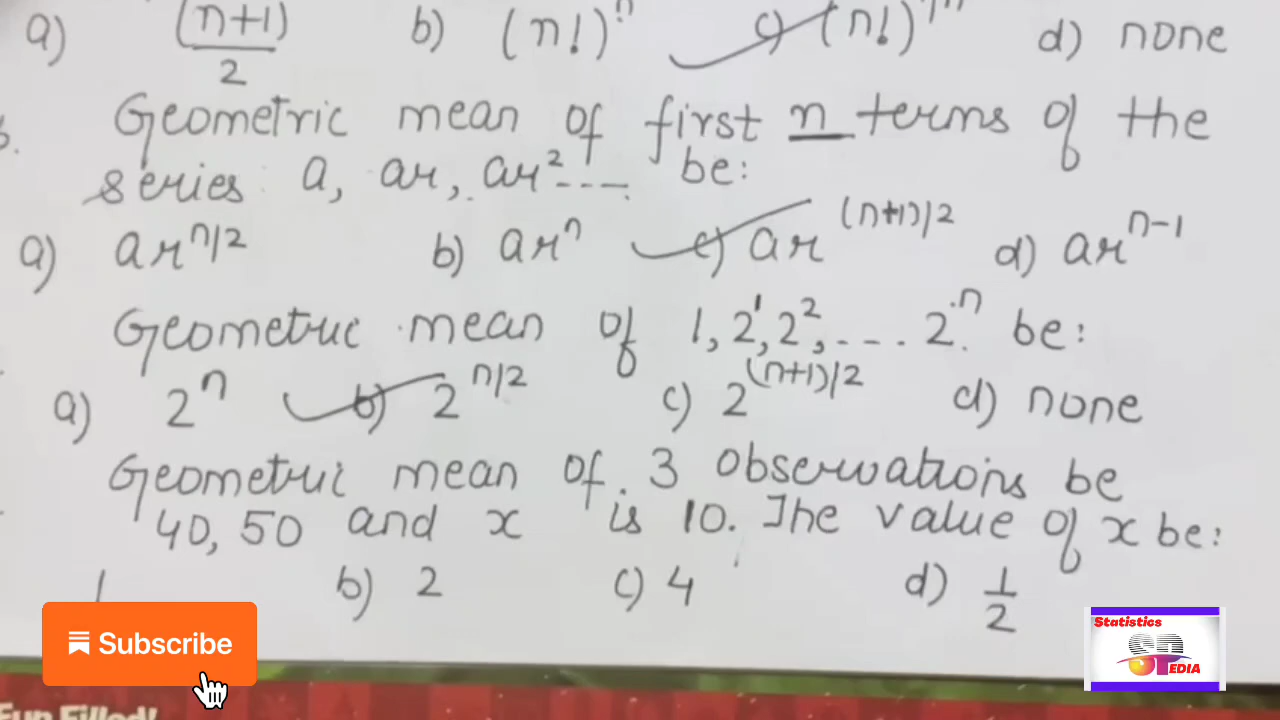 a) (n+1)/2 b) (n!)^n c) (n!)^1/n d) none
Geometric mean of first n terms of the
series a, ar, ar²---- be:
a) ar^n/2 b) ar^n c) ar^(n+1)/2 d) ar^n-1
Geometric mean of 1, 2¹, 2², ---. 2^n be:
a) 2^n b) 2^n/2 c) 2^(n+1)/2 d) none
Geometric mean of 3 observations be
40, 50 and x is 10. The value of x be:
b) 2 c) 4 d) 1/2
Subscribe
Statistics
PEDIA
Fun Filled!